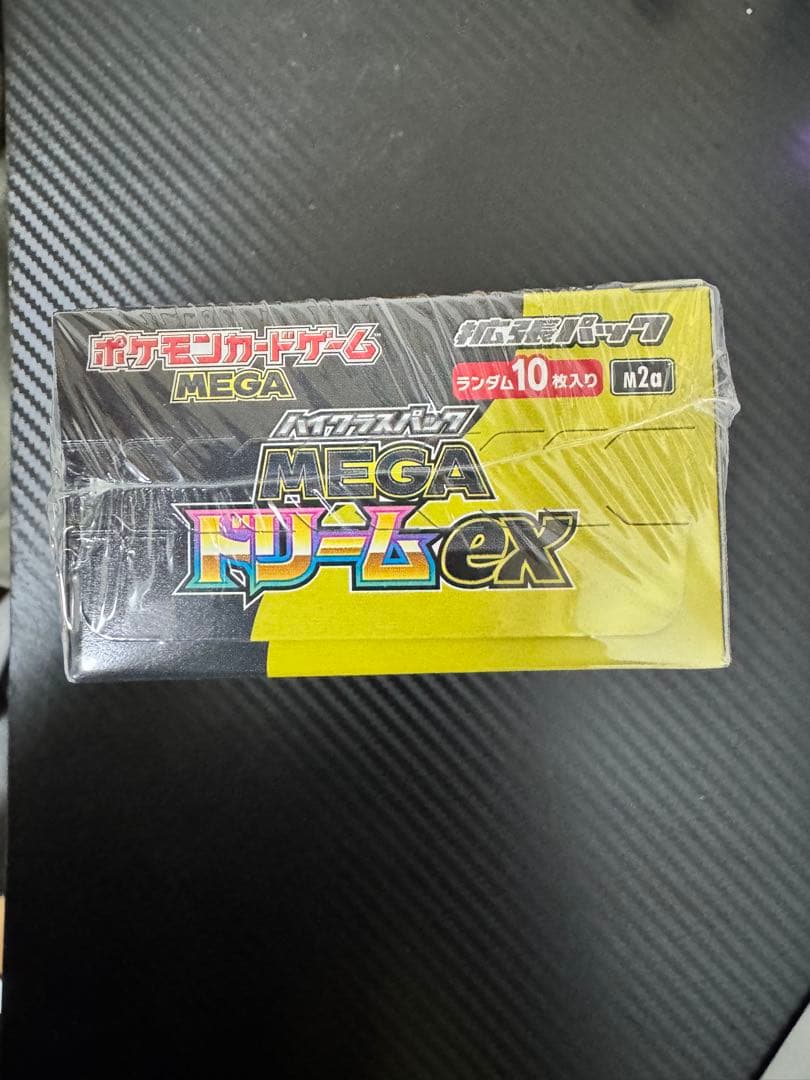 ポケモンカードゲーム
MEGA
拡張パック
ランダム10枚入り
M2a
ハイクラスパック
MEGA
ドリームex